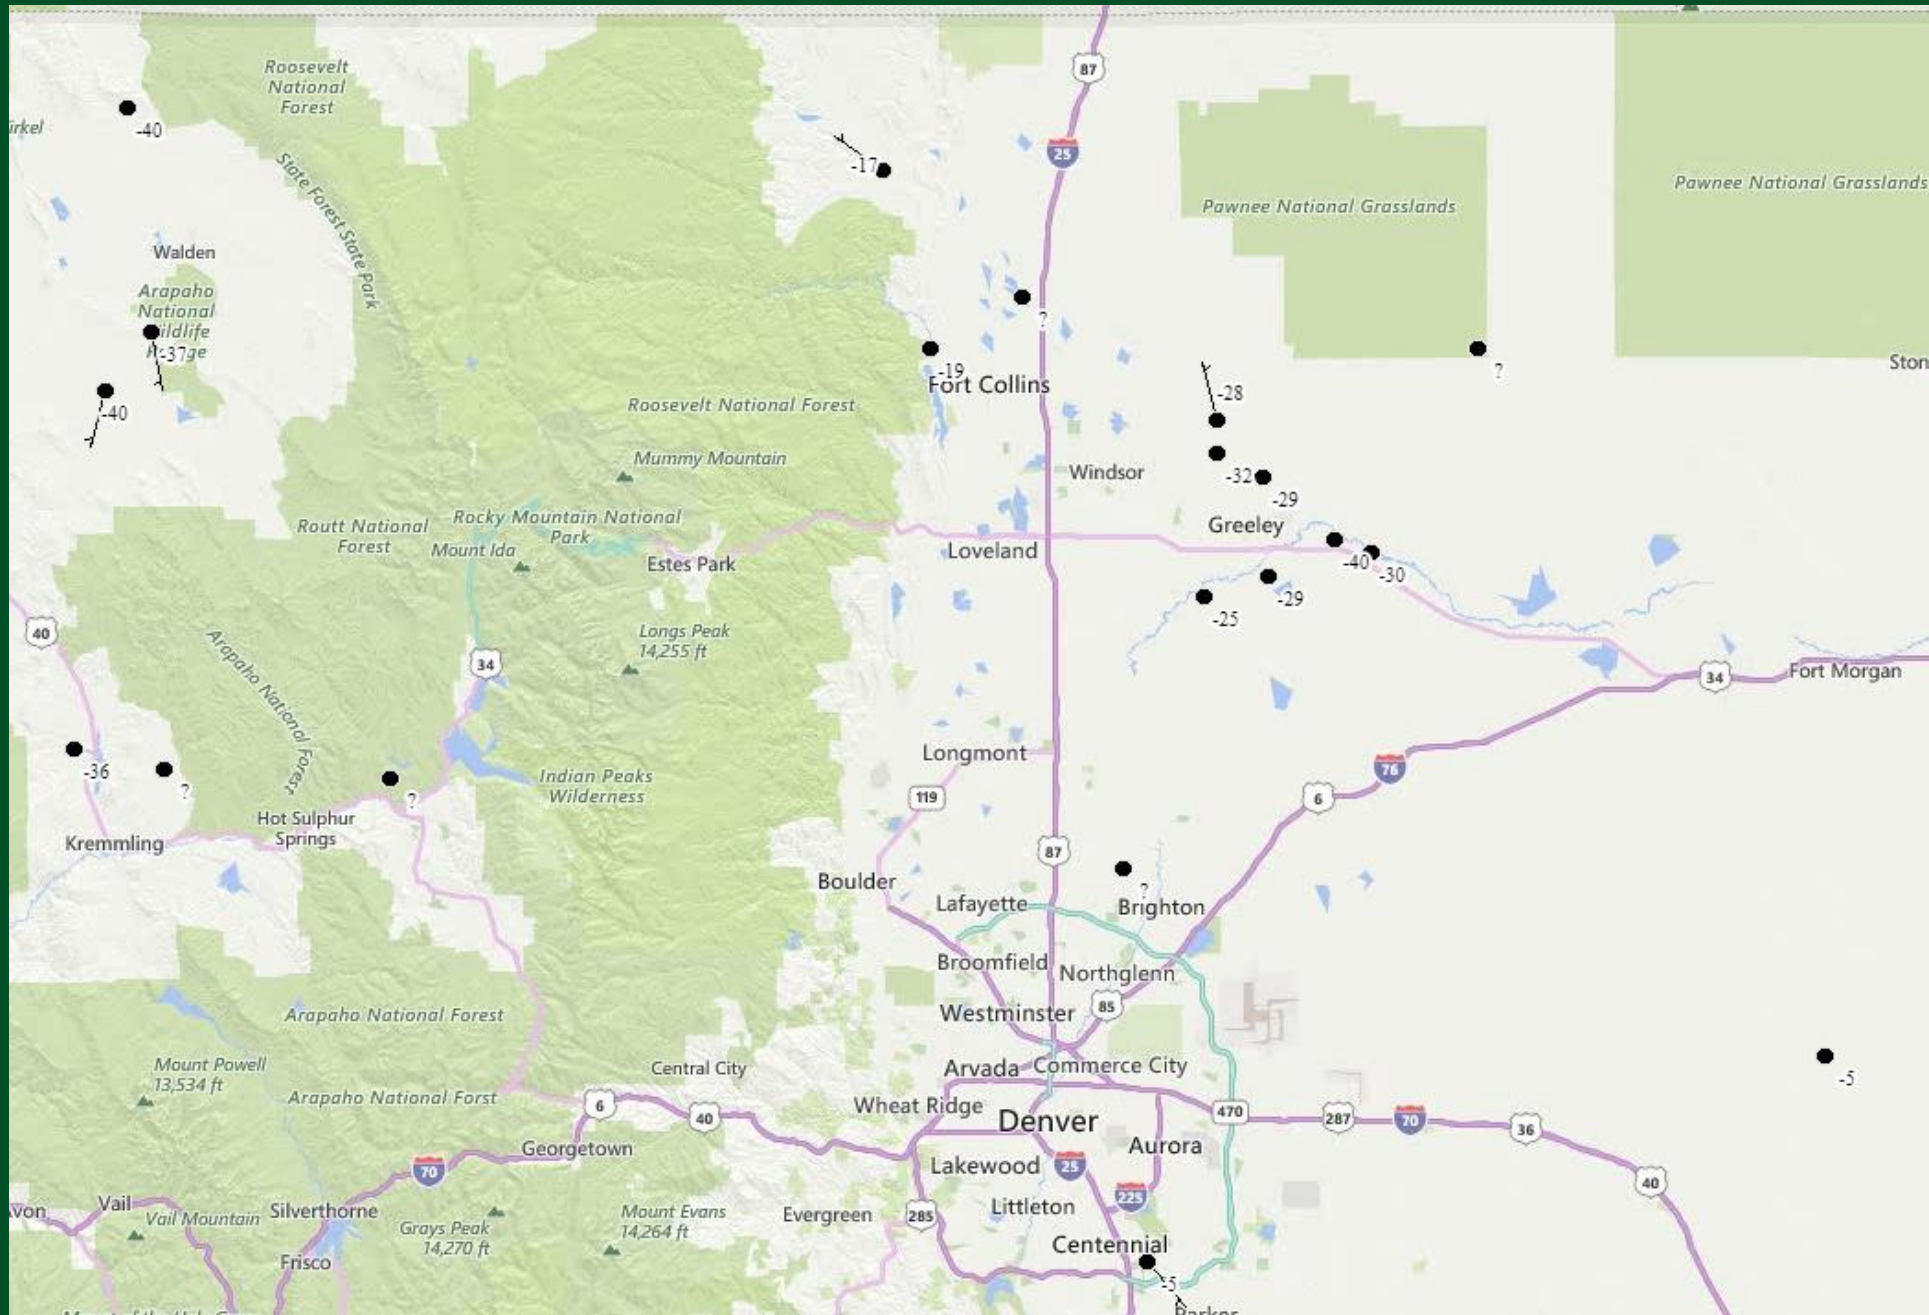 87
Roosevelt
National
Forest
-40
25
-17
State Forest State Park
Pawnee National Grasslands
Pawnee National Grasslands
Walden
Arapaho
National
-37
-40
?
-19
Fort Collins
?
-28
Roosevelt National Forest
Mummy Mountain
Windsor
-32
-29
Routt National
Forest
Rocky Mountain National
Park
Mount Ida
Greeley
Estes Park
Loveland
-40
-30
-29
-25
40
Arapaho National Forest
Longs Peak
14,255 ft
34
34
Fort Morgan
Longmont
76
6
-36
?
?
Indian Peaks
Wilderness
119
Hot Sulphur
Springs
Kremmling
87
Boulder
?
Lafayette
Brighton
Broomfield
Northglenn
Arapaho National Forest
Westminster
85
Mount Powell
13,534 ft
Central City
Arvada
Commerce City
-5
Arapaho National Forst
6
40
Wheat Ridge
Denver
470
287
70
36
Georgetown
Aurora
70
Lakewood
25
40
225
Vail
Vail Mountain
Silverthorne
Grays Peak
14,270 ft
Mount Evans
14,264 ft
Evergreen
285
Littleton
Frisco
Centennial
-5